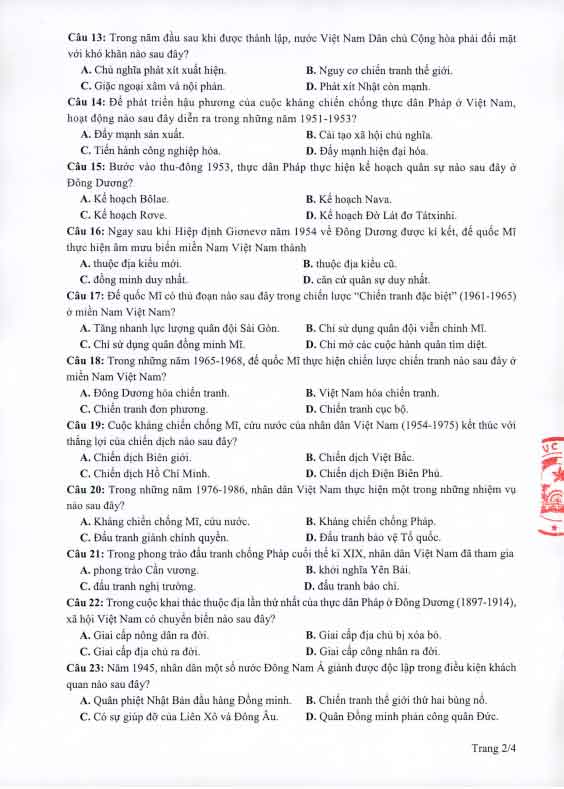 Câu 13: Trong năm đầu sau khi được thành lập, nước Việt Nam Dân chủ Cộng hòa phải đối mặt
với khó khăn nào sau đây?
A. Chủ nghĩa phát xít xuất hiện. B. Nguy cơ chiến tranh thế giới.
C. Giặc ngoại xâm và nội phản. D. Phát xít Nhật còn mạnh.
Câu 14: Để phát triển hậu phương của cuộc kháng chiến chống thực dân Pháp ở Việt Nam,
hoạt động nào sau đây diễn ra trong những năm 1951-1953?
A. Đẩy mạnh sản xuất. B. Cải tạo xã hội chủ nghĩa.
C. Tiến hành công nghiệp hóa. D. Đẩy mạnh hiện đại hóa.
Câu 15: Bước vào thu-đông 1953, thực dân Pháp thực hiện kế hoạch quân sự nào sau đây ở
Đông Dương?
A. Kế hoạch Bôlae. B. Kế hoạch Nava.
C. Kế hoạch Rơve. D. Kế hoạch Đờ Lát đơ Tátxinhi.
Câu 16: Ngay sau khi Hiệp định Giơnevơ năm 1954 về Đông Dương được kí kết, đế quốc Mĩ
thực hiện âm mưu biến miền Nam Việt Nam thành
A. thuộc địa kiểu mới. B. thuộc địa kiểu cũ.
C. đồng minh duy nhất. D. căn cứ quân sự duy nhất.
Câu 17: Đế quốc Mĩ có thủ đoạn nào sau đây trong chiến lược “Chiến tranh đặc biệt” (1961-1965)
ở miền Nam Việt Nam?
A. Tăng nhanh lực lượng quân đội Sài Gòn. B. Chỉ sử dụng quân đội viễn chinh Mĩ.
C. Chỉ sử dụng quân đồng minh Mĩ. D. Chỉ mở các cuộc hành quân tìm diệt.
Câu 18: Trong những năm 1965-1968, đế quốc Mĩ thực hiện chiến lược chiến tranh nào sau đây ở
miền Nam Việt Nam?
A. Đông Dương hóa chiến tranh. B. Việt Nam hóa chiến tranh.
C. Chiến tranh đơn phương. D. Chiến tranh cục bộ.
Câu 19: Cuộc kháng chiến chống Mĩ, cứu nước của nhân dân Việt Nam (1954-1975) kết thúc với
thắng lợi của chiến dịch nào sau đây?
A. Chiến dịch Biên giới. B. Chiến dịch Việt Bắc.
C. Chiến dịch Hồ Chí Minh. D. Chiến dịch Điện Biên Phủ.
Câu 20: Trong những năm 1976-1986, nhân dân Việt Nam thực hiện một trong những nhiệm vụ
nào sau đây?
A. Kháng chiến chống Mĩ, cứu nước. B. Kháng chiến chống Pháp.
C. Đấu tranh giành chính quyền. D. Đấu tranh bảo vệ Tổ quốc.
Câu 21: Trong phong trào đấu tranh chống Pháp cuối thế kỉ XIX, nhân dân Việt Nam đã tham gia
A. phong trào Cần vương. B. khởi nghĩa Yên Bái.
C. đấu tranh nghị trường. D. đấu tranh báo chí.
Câu 22: Trong cuộc khai thác thuộc địa lần thứ nhất của thực dân Pháp ở Đông Dương (1897-1914),
xã hội Việt Nam có chuyển biến nào sau đây?
A. Giai cấp nông dân ra đời. B. Giai cấp địa chủ bị xóa bỏ.
C. Giai cấp địa chủ ra đời. D. Giai cấp công nhân ra đời.
Câu 23: Năm 1945, nhân dân một số nước Đông Nam Á giành được độc lập trong điều kiện khách
quan nào sau đây?
A. Quân phiệt Nhật Bản đầu hàng Đồng minh. B. Chiến tranh thế giới thứ hai bùng nổ.
C. Có sự giúp đỡ của Liên Xô và Đông Âu. D. Quân Đồng minh phản công quân Đức.
Trang 2/4